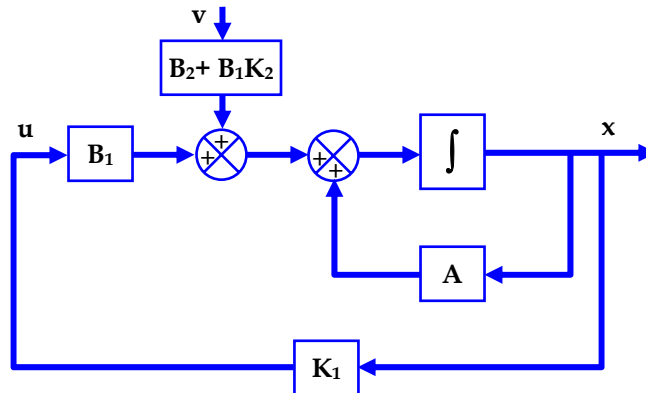 v
B₂+ B₁K₂
u
x
B₁
+
+
+
+
∫
A
K₁